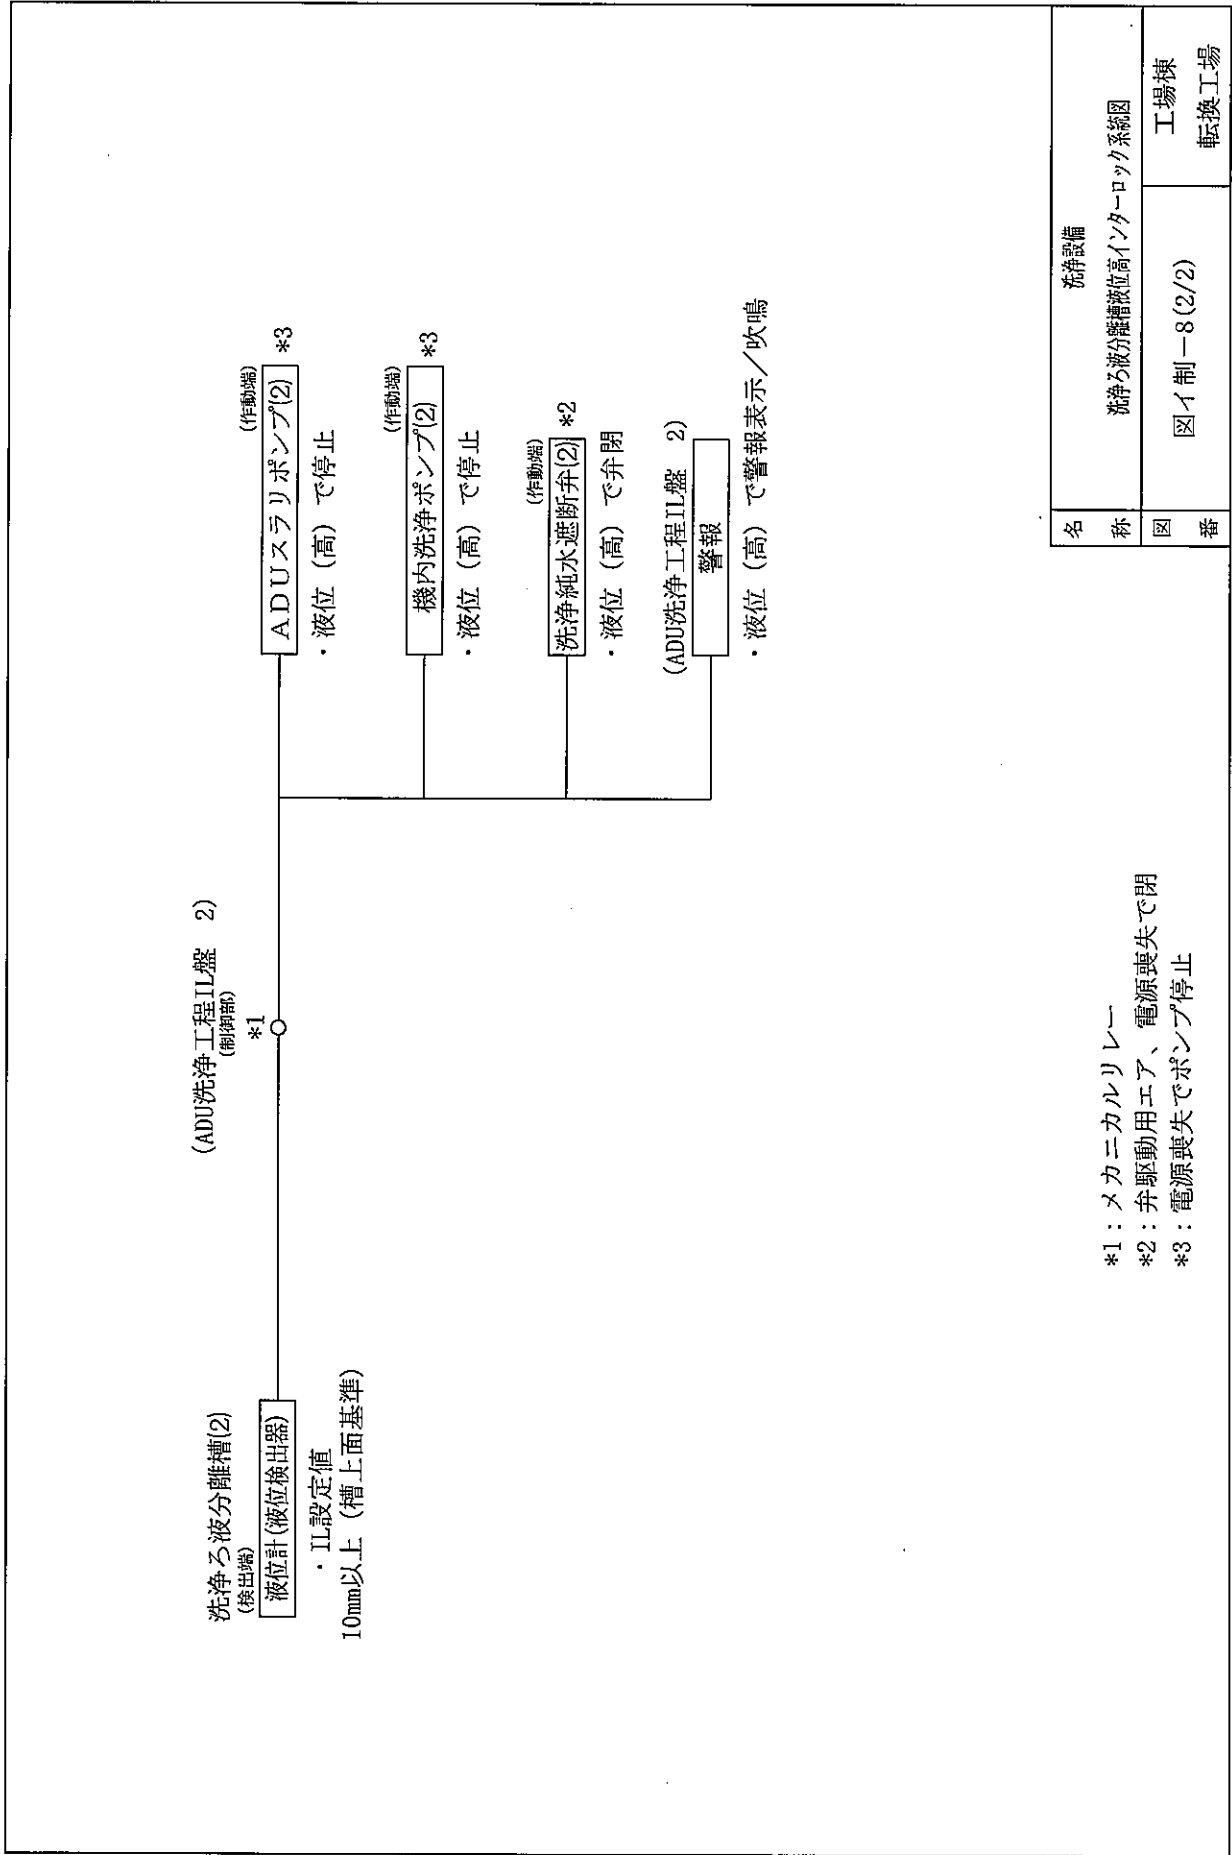 洗浄ろ液分離槽(2)
(検出端)
液位計(液位検出器)
・IL設定値
10mm以上（槽上面基準）
(ADU洗浄工程IL盤　2)
(制御部)
*1
(作動端)
ＡＤＵスラリポンプ(2) *3
・液位（高）で停止
(作動端)
機内洗浄ポンプ(2) *3
・液位（高）で停止
(作動端)
洗浄純水遮断弁(2) *2
・液位（高）で弁閉
(ADU洗浄工程IL盤　2)
警報
・液位（高）で警報表示／吹鳴
*1：メカニカルリレー
*2：弁駆動用エア、電源喪失で閉
*3：電源喪失でポンプ停止
名称
洗浄設備
洗浄ろ液分離槽液位高インターロック系統図
図番
図イ制－8(2/2)
工場棟
転換工場